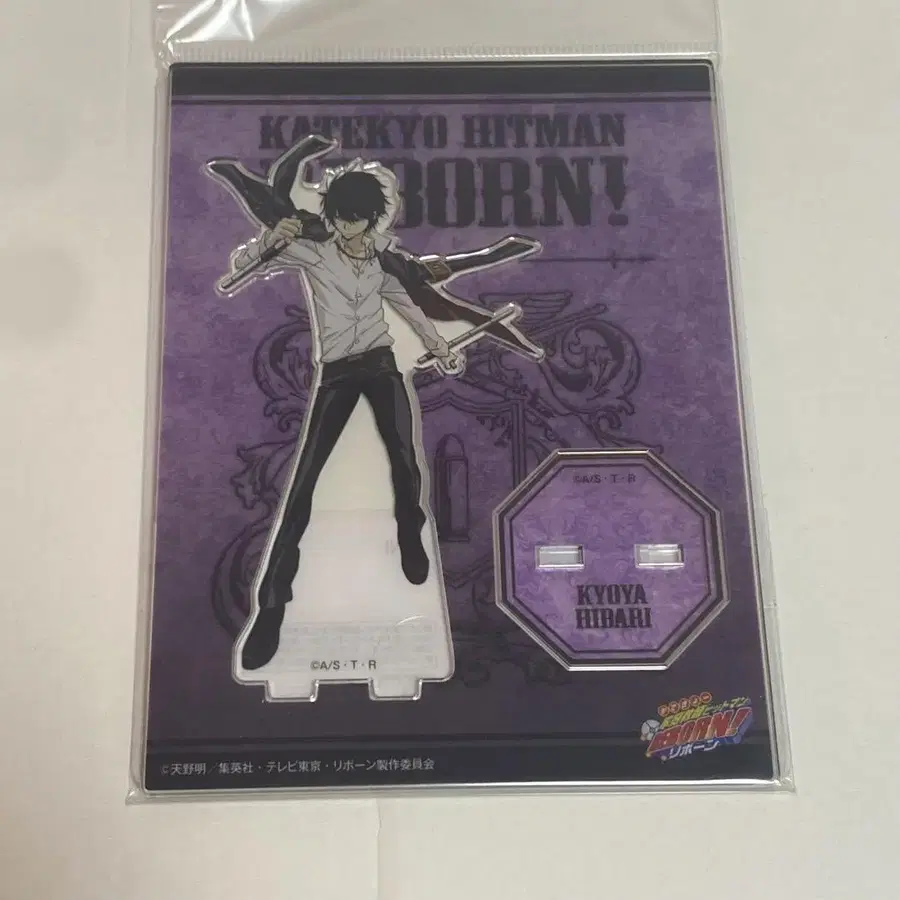 KATEKYO HITMAN
BORN!
©A/S・T・R
KYOYA
HIBARI
©A/S・T・R
REBORN!
リボーン
©天野明／集英社・テレビ東京・リボーン製作委員会